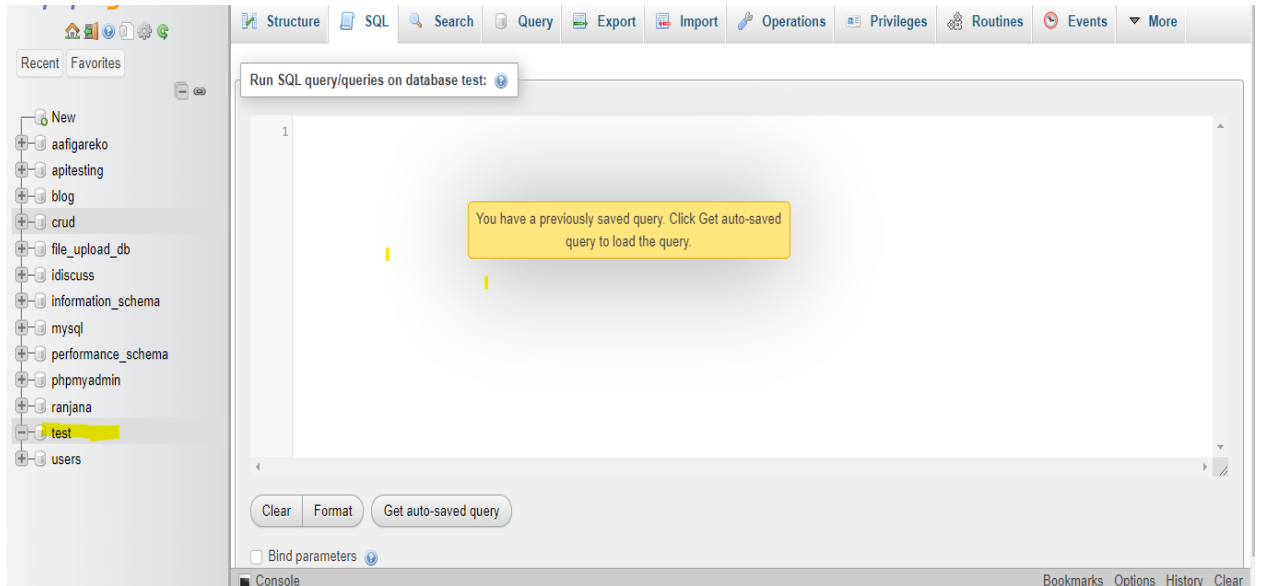 Recent Favorites
New
aafigareko
apitesting
blog
crud
file_upload_db
idiscuss
information_schema
mysql
performance_schema
phpmyadmin
ranjana
test
users
Structure SQL Search Query Export Import Operations Privileges Routines Events More
Run SQL query/queries on database test:
1
You have a previously saved query. Click Get auto-saved
query to load the query.
Clear Format Get auto-saved query
Bind parameters
Console Bookmarks Options History Clear